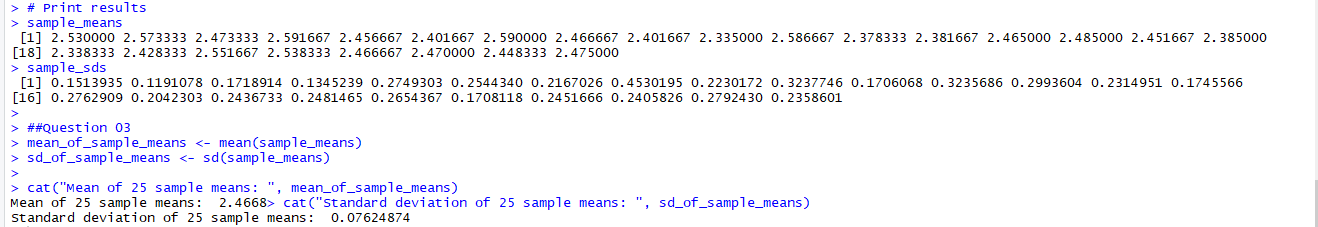 > # Print results
> sample_means
 [1] 2.530000 2.573333 2.473333 2.591667 2.456667 2.401667 2.590000 2.466667 2.401667 2.335000 2.586667 2.378333 2.381667 2.465000 2.485000 2.451667 2.385000
[18] 2.338333 2.428333 2.551667 2.538333 2.466667 2.470000 2.448333 2.475000
> sample_sds
 [1] 0.1513935 0.1191078 0.1718914 0.1345239 0.2749303 0.2544340 0.2167026 0.4530195 0.2230172 0.3237746 0.1706068 0.3235686 0.2993604 0.2314951 0.1745566
[16] 0.2762909 0.2042303 0.2436733 0.2481465 0.2654367 0.1708118 0.2451666 0.2405826 0.2792430 0.2358601
>
> ##Question 03
> mean_of_sample_means <- mean(sample_means)
> sd_of_sample_means <- sd(sample_means)
>
> cat("Mean of 25 sample means: ", mean_of_sample_means)
Mean of 25 sample means:  2.4668> cat("Standard deviation of 25 sample means: ", sd_of_sample_means)
Standard deviation of 25 sample means:  0.07624874